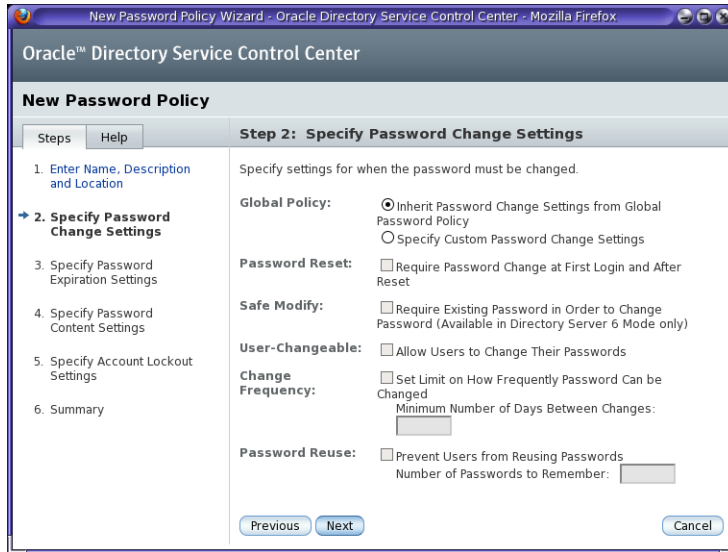 New Password Policy Wizard - Oracle Directory Service Control Center - Mozilla Firefox
Oracle™ Directory Service Control Center
New Password Policy
Steps
Help
1. Enter Name, Description
and Location
2. Specify Password
Change Settings
3. Specify Password
Expiration Settings
4. Specify Password
Content Settings
5. Specify Account Lockout
Settings
6. Summary
Step 2: Specify Password Change Settings
Specify settings for when the password must be changed.
Global Policy:
Inherit Password Change Settings from Global
Password Policy
Specify Custom Password Change Settings
Password Reset:
Require Password Change at First Login and After
Reset
Safe Modify:
Require Existing Password in Order to Change
Password (Available in Directory Server 6 Mode only)
User-Changeable:
Allow Users to Change Their Passwords
Change
Frequency:
Set Limit on How Frequently Password Can be
Changed
Minimum Number of Days Between Changes:
Password Reuse:
Prevent Users from Reusing Passwords
Number of Passwords to Remember:
Previous
Next
Cancel